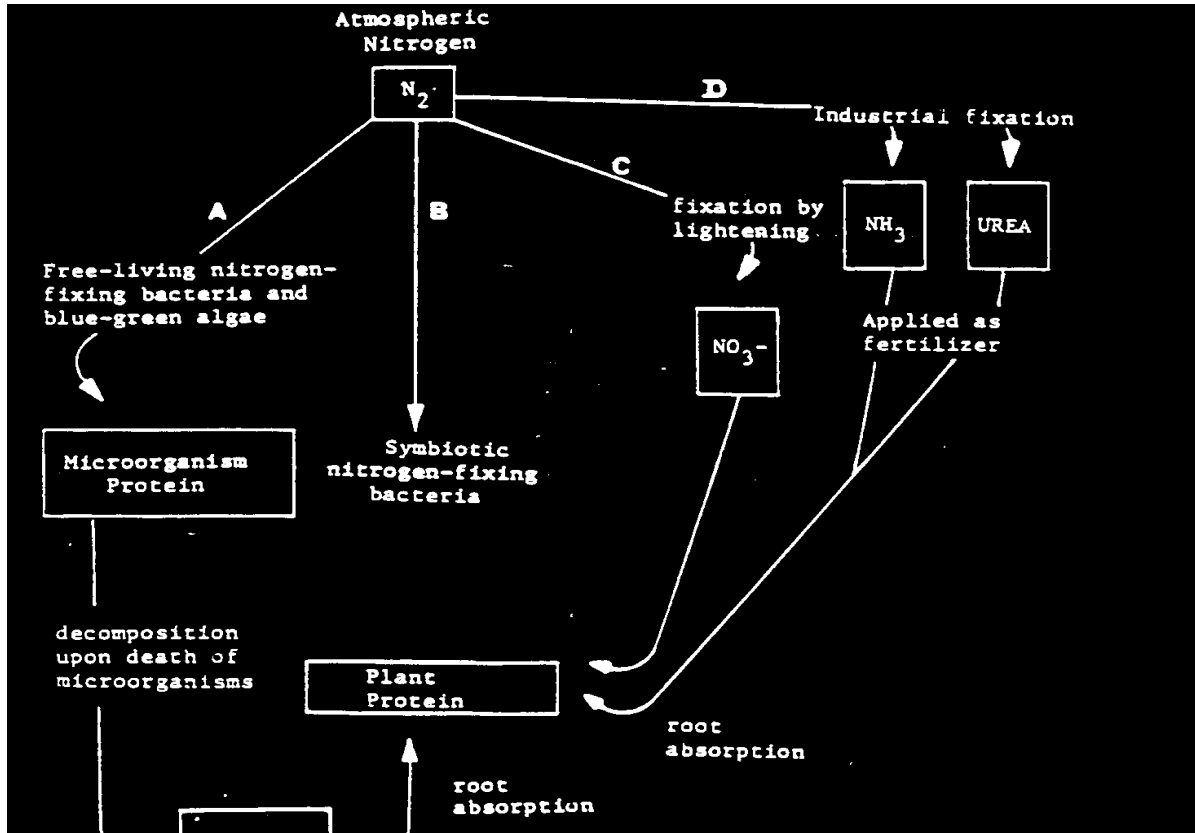 Atmospheric
Nitrogen
N2
D
Industrial fixation
C
A
B
fixation by
lightening
NH3
UREA
Free-living nitrogen-
fixing bacteria and
blue-green algae
Applied as
fertilizer
NO3-
Microorganism
Protein
Symbiotic
nitrogen-fixing
bacteria
decomposition
upon death of
microorganisms
Plant
Protein
root
absorption
root
absorption